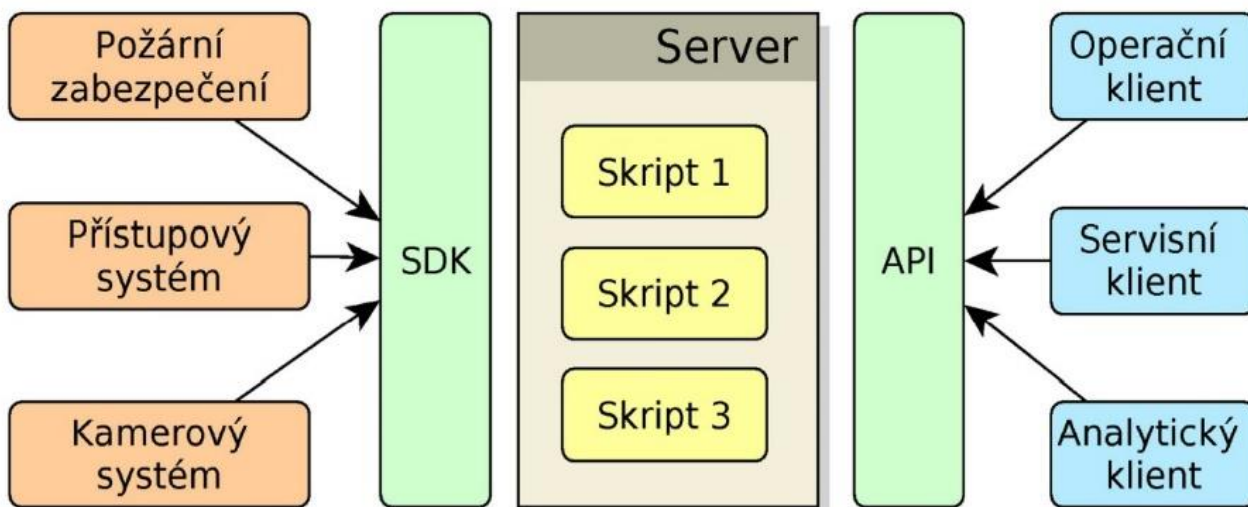 Požární
zabezpečení
Přístupový
systém
Kamerový
systém
SDK
Server
Skript 1
Skript 2
Skript 3
API
Operační
klient
Servisní
klient
Analytický
klient